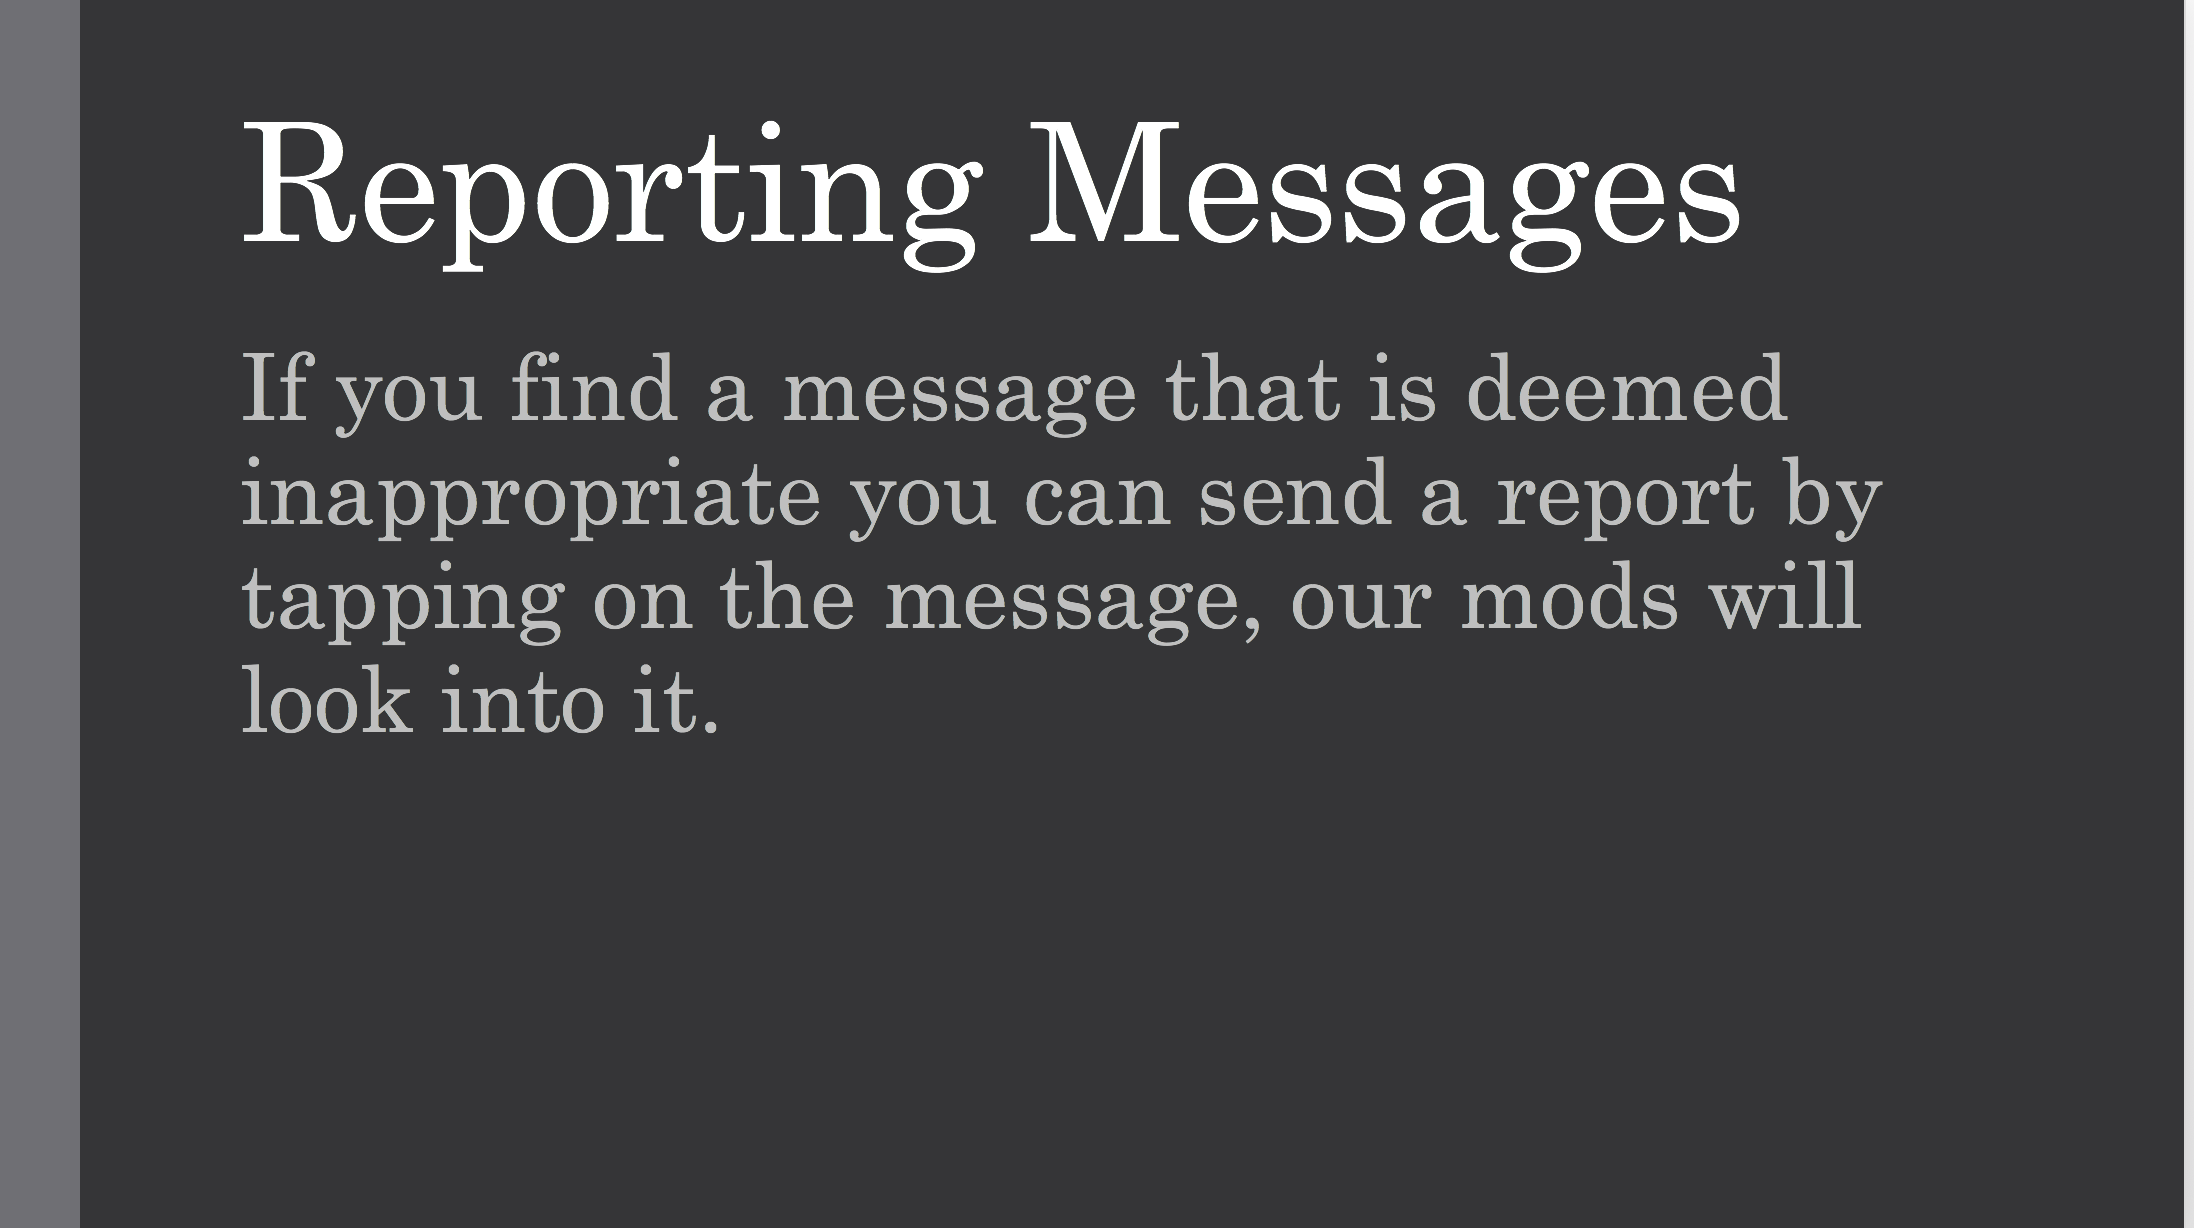 Reporting Messages
If you find a message that is deemed
inappropriate you can send a report by
tapping on the message, our mods will
look into it.